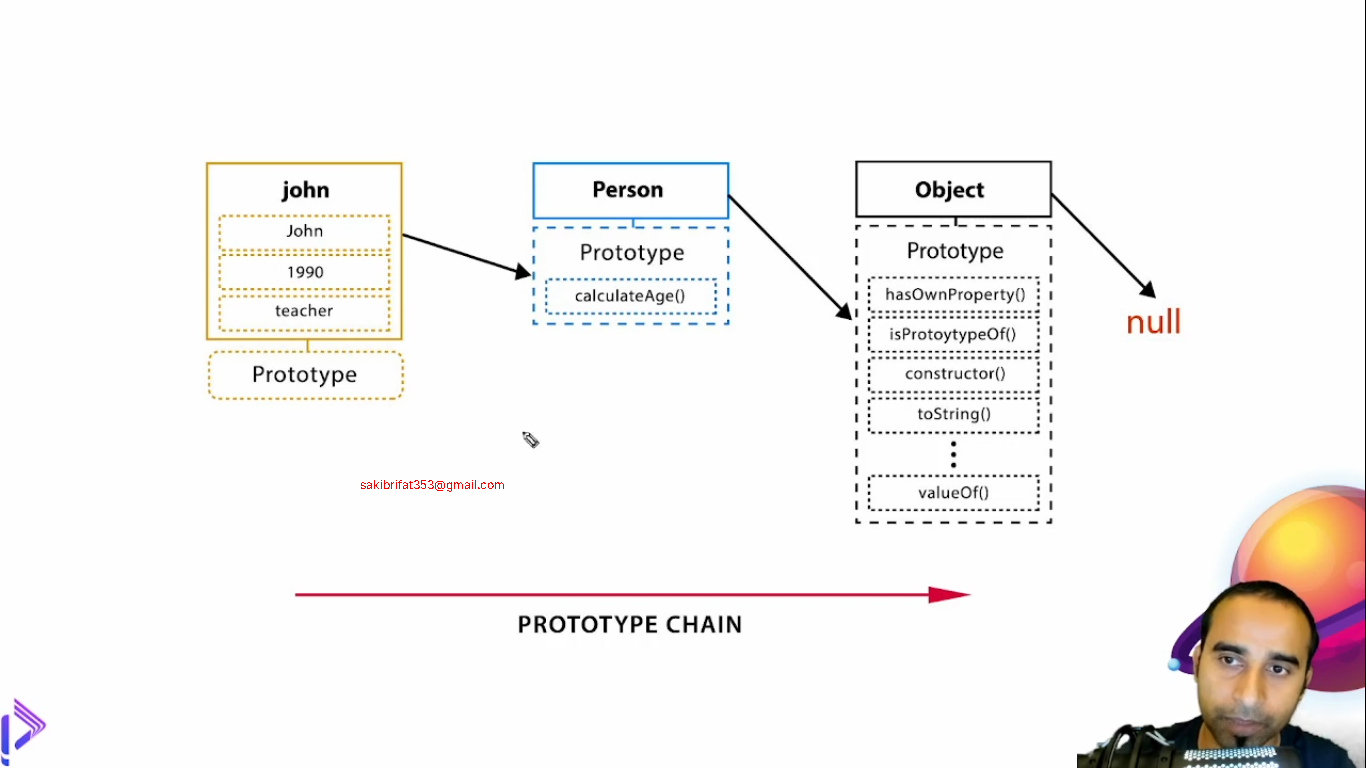 john
John
1990
teacher
Prototype
Person
Prototype
calculateAge()
Object
Prototype
hasOwnProperty()
isProtoytypeOf()
constructor()
toString()
valueOf()
null
sakibrifat353@gmail.com
PROTOTYPE CHAIN